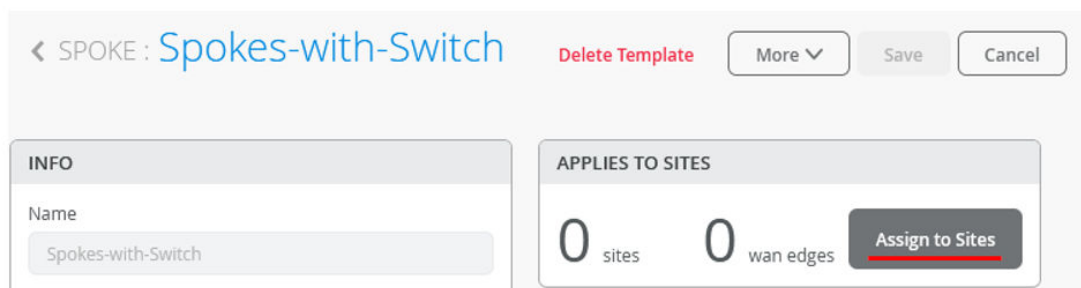 SPOKE : Spokes-with-Switch Delete Template More Save Cancel
INFO
Name
Spokes-with-Switch
APPLIES TO SITES
0 sites 0 wan edges Assign to Sites